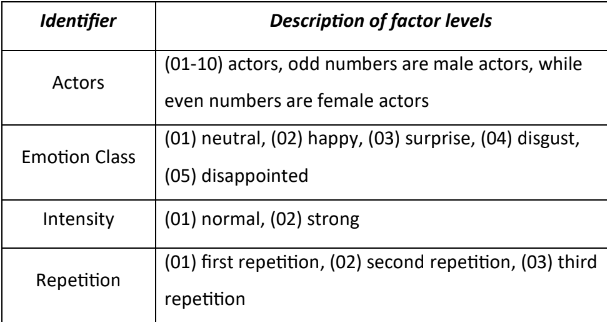 Identifier
Description of factor levels
Actors
(01-10) actors, odd numbers are male actors, while
even numbers are female actors
Emotion Class
(01) neutral, (02) happy, (03) surprise, (04) disgust,
(05) disappointed
Intensity
(01) normal, (02) strong
Repetition
(01) first repetition, (02) second repetition, (03) third
repetition